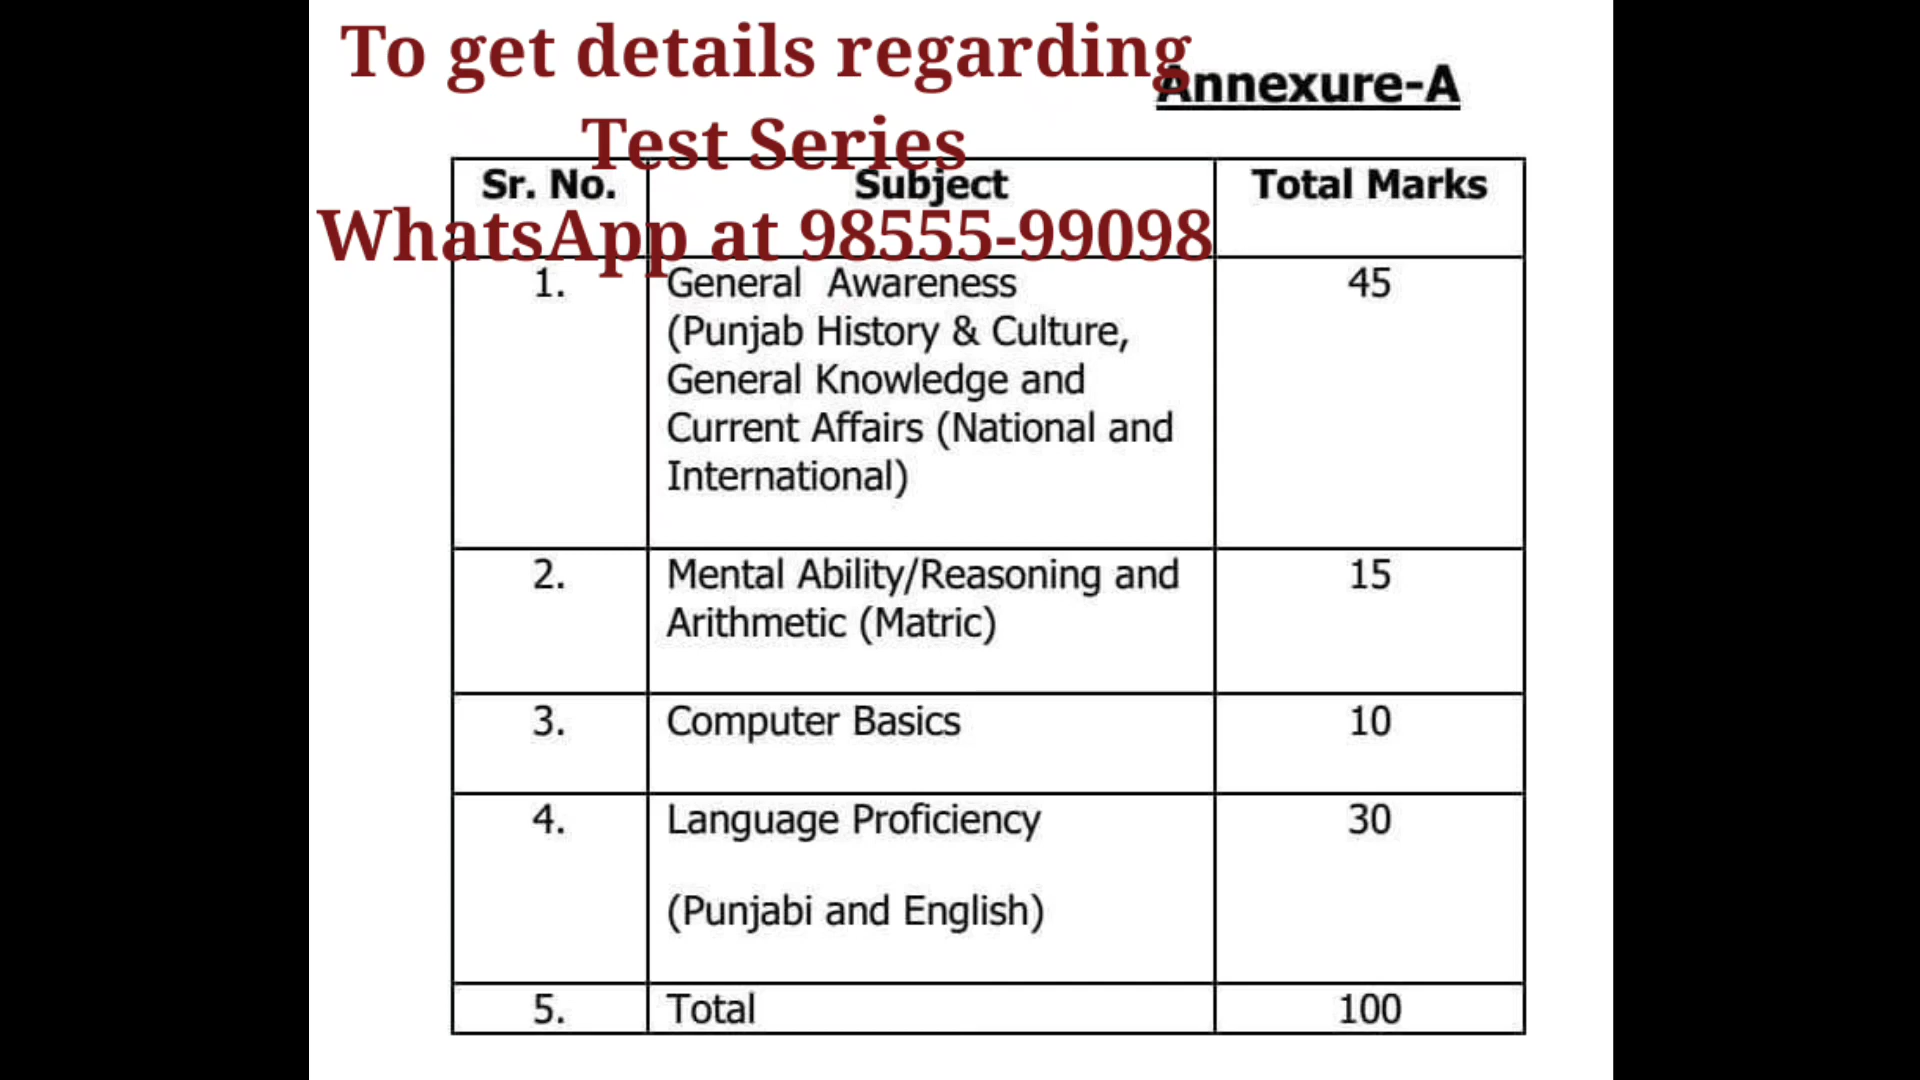 To get details regarding
Test Series
WhatsApp at 98555-99098
Annexure-A
Sr. No. Subject Total Marks
1. General Awareness 45
(Punjab History & Culture,
General Knowledge and
Current Affairs (National and
International)
2. Mental Ability/Reasoning and 15
Arithmetic (Matric)
3. Computer Basics 10
4. Language Proficiency 30
(Punjabi and English)
5. Total 100